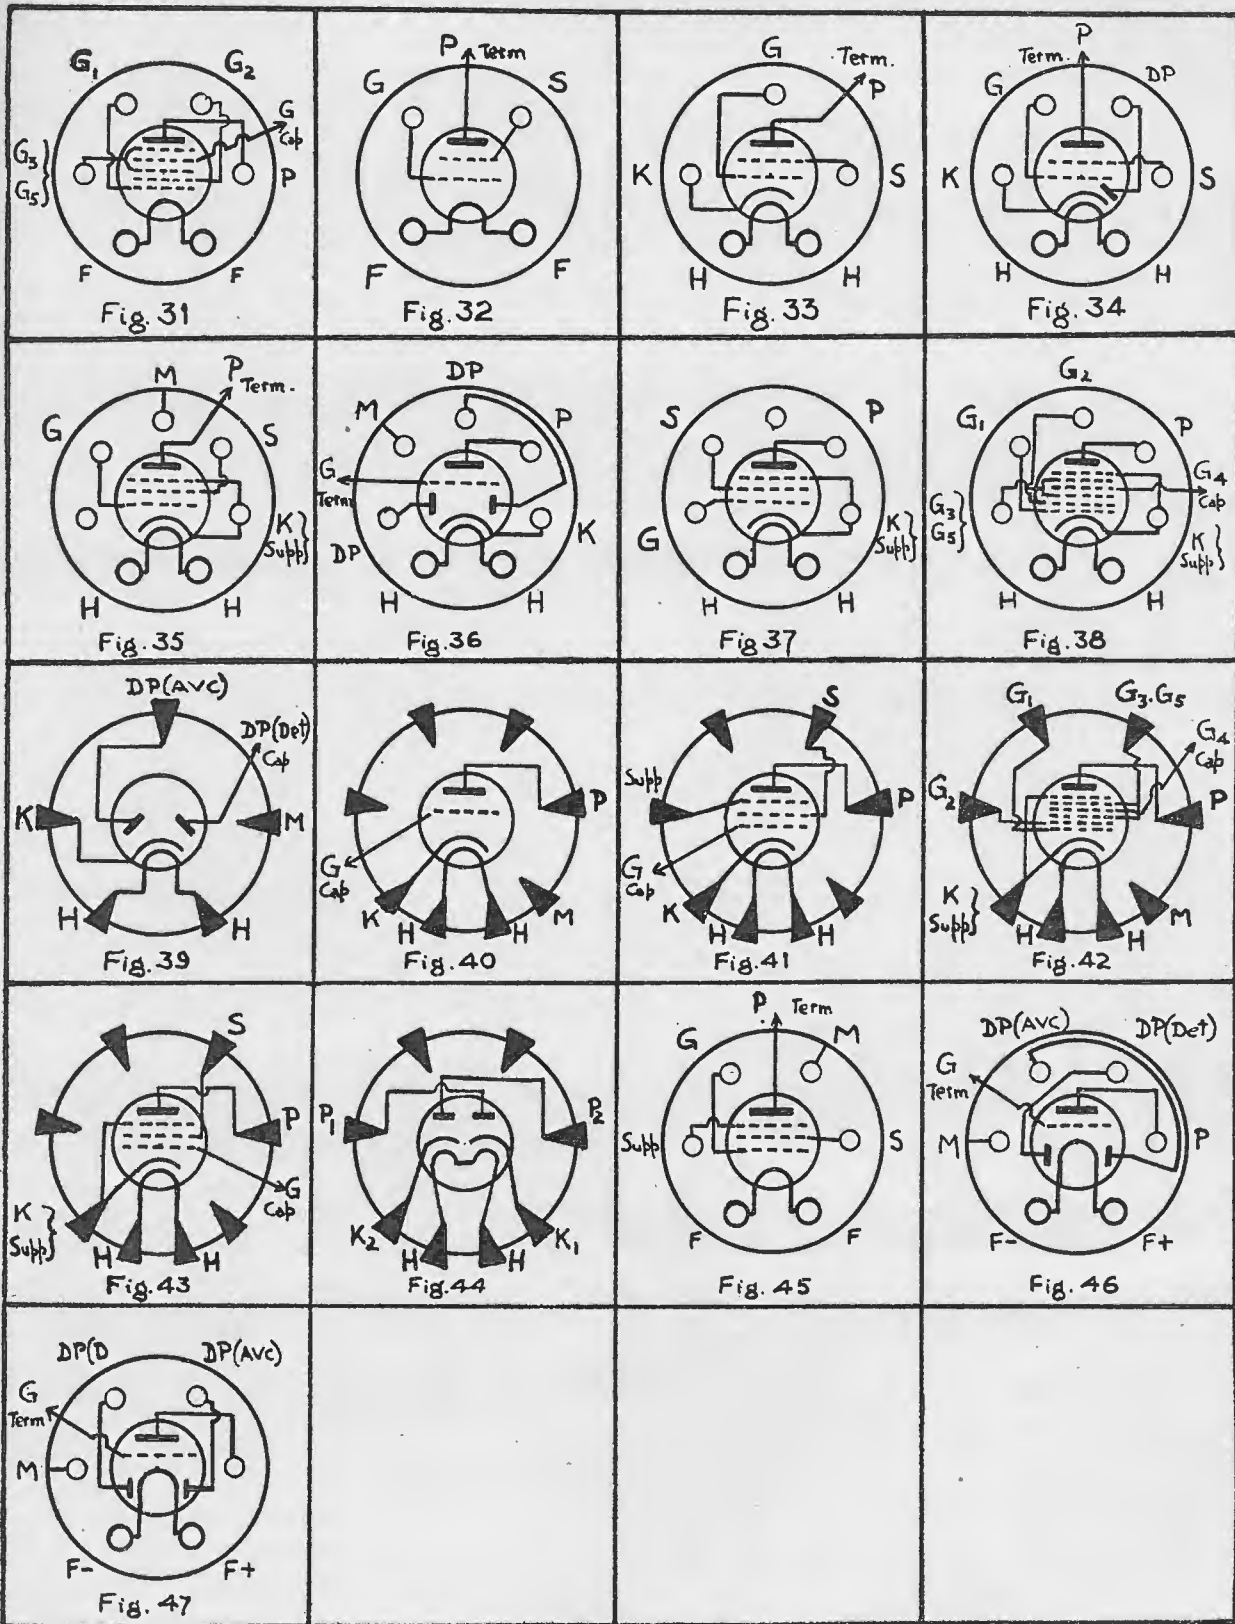 G₁ G₂
G Cap
G₃ G₅ }
P
F F
Fig. 31
P Term
G S
F F
Fig. 32
G
Term. P
K S
H H
Fig. 33
P
Term.
G DP
K S
H H
Fig. 34
M P Term.
G S
K Supp }
H H
Fig. 35
DP
M P
G Term
DP K
H H
Fig. 36
S P
G K Supp }
H H
Fig. 37
G₂
G₁ P
G₄ Cap
G₃ G₅ }
K Supp }
H H
Fig. 38
DP(AVC)
DP(Det) Cap
K M
H H
Fig. 39
P
G Cap
K M
H H
Fig. 40
S
Supp P
G Cap
K
H H
Fig. 41
G₁ G₃.G₅
G₄ Cap
G₂ P
K Supp }
M
H H
Fig. 42
S
P
G Cap
K Supp }
H H
Fig. 43
P₁ P₂
K₂ K₁
H H
Fig. 44
P. Term
G M
Supp S
F F
Fig. 45
DP(AVC) DP(Det)
G Term
M P
F- F+
Fig. 46
DP(D DP(AVC)
G Term
M
F- F+
Fig. 47